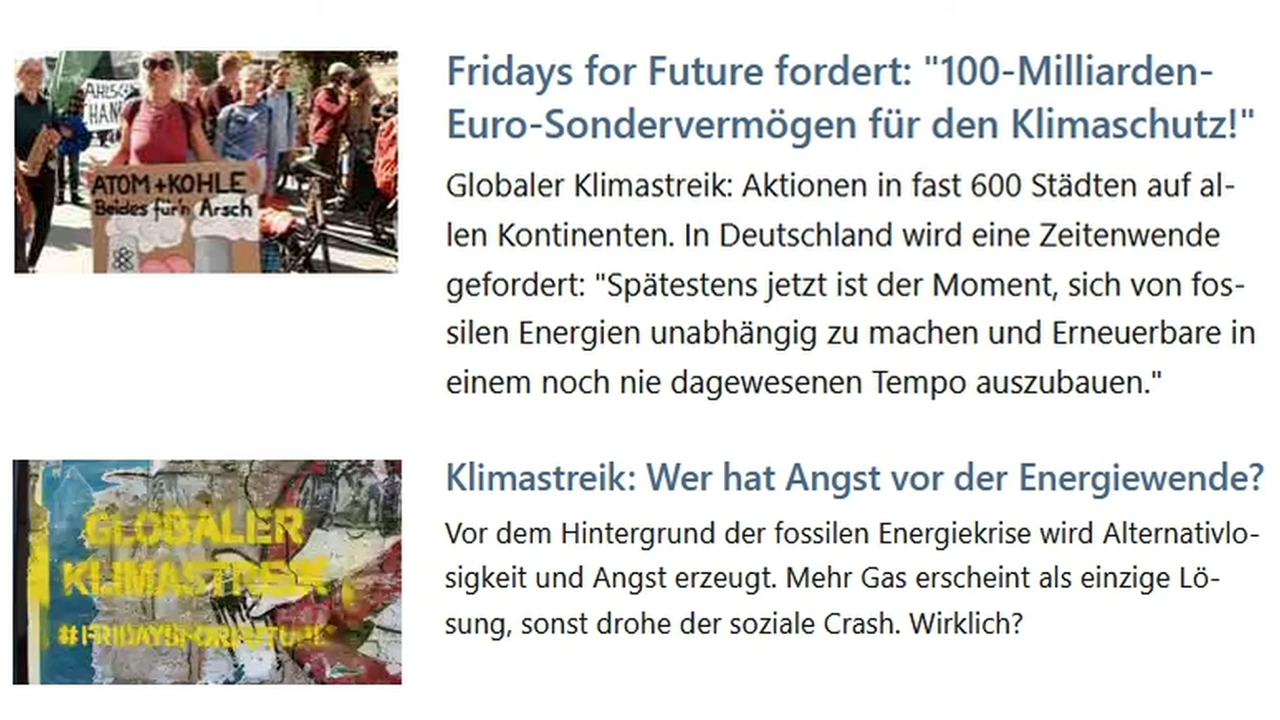 Fridays for Future fordert: "100-Milliarden-
Euro-Sondervermögen für den Klimaschutz!"
Globaler Klimastreik: Aktionen in fast 600 Städten auf al-
len Kontinenten. In Deutschland wird eine Zeitenwende
gefordert: "Spätestens jetzt ist der Moment, sich von fos-
silen Energien unabhängig zu machen und Erneuerbare in
einem noch nie dagewesenen Tempo auszubauen."
ATOM+KOHLE
Beides für'n Arsch
Klimastreik: Wer hat Angst vor der Energiewende?
Vor dem Hintergrund der fossilen Energiekrise wird Alternativlo-
sigkeit und Angst erzeugt. Mehr Gas erscheint als einzige Lö-
sung, sonst drohe der soziale Crash. Wirklich?
GLOBALER
KLIMASTREIK
#FRIDAYSFORFUTURE